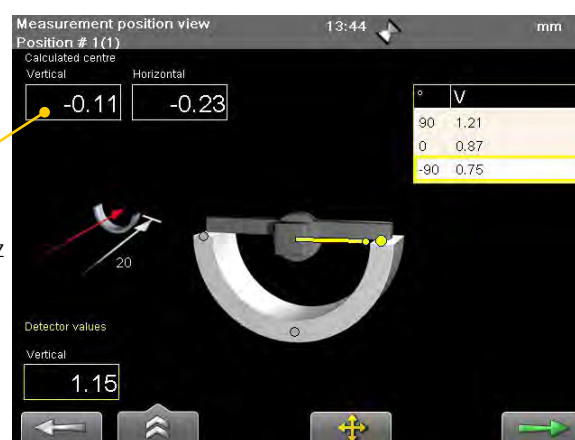 Measurement position view 13:44 mm
Position # 1(1)
Calculated centre
Vertical Horizontal
-0.11 -0.23
° V
90 1.21
0 0.87
-90 0.75
z
20
Detector values
Vertical
1.15